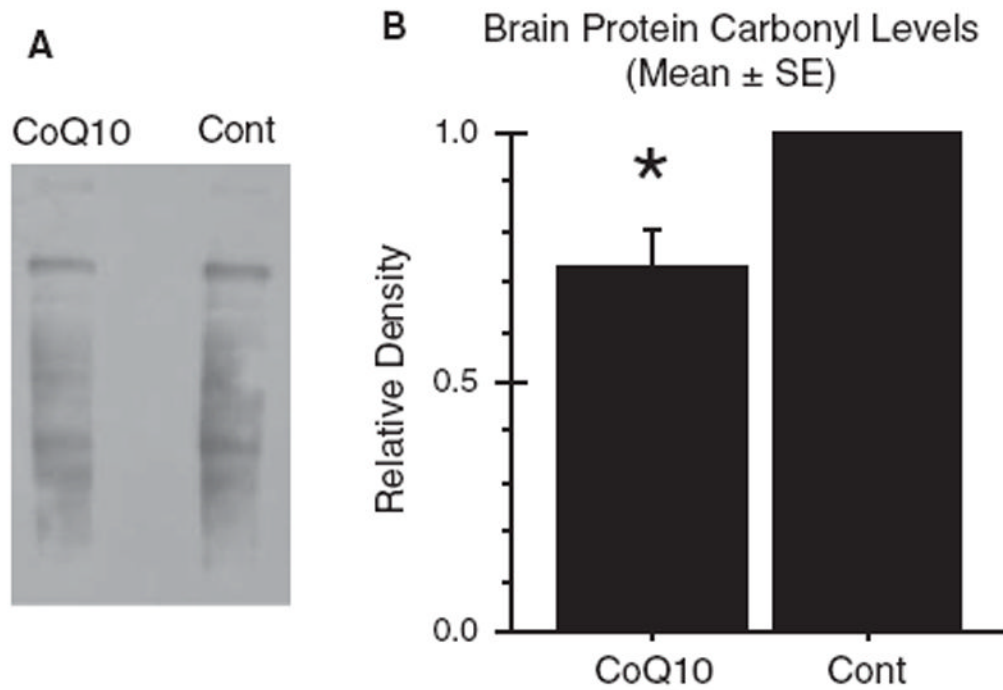 A
CoQ10 Cont
B
Brain Protein Carbonyl Levels
(Mean ± SE)
Relative Density
1.0
0.5
0.0
*
CoQ10 Cont